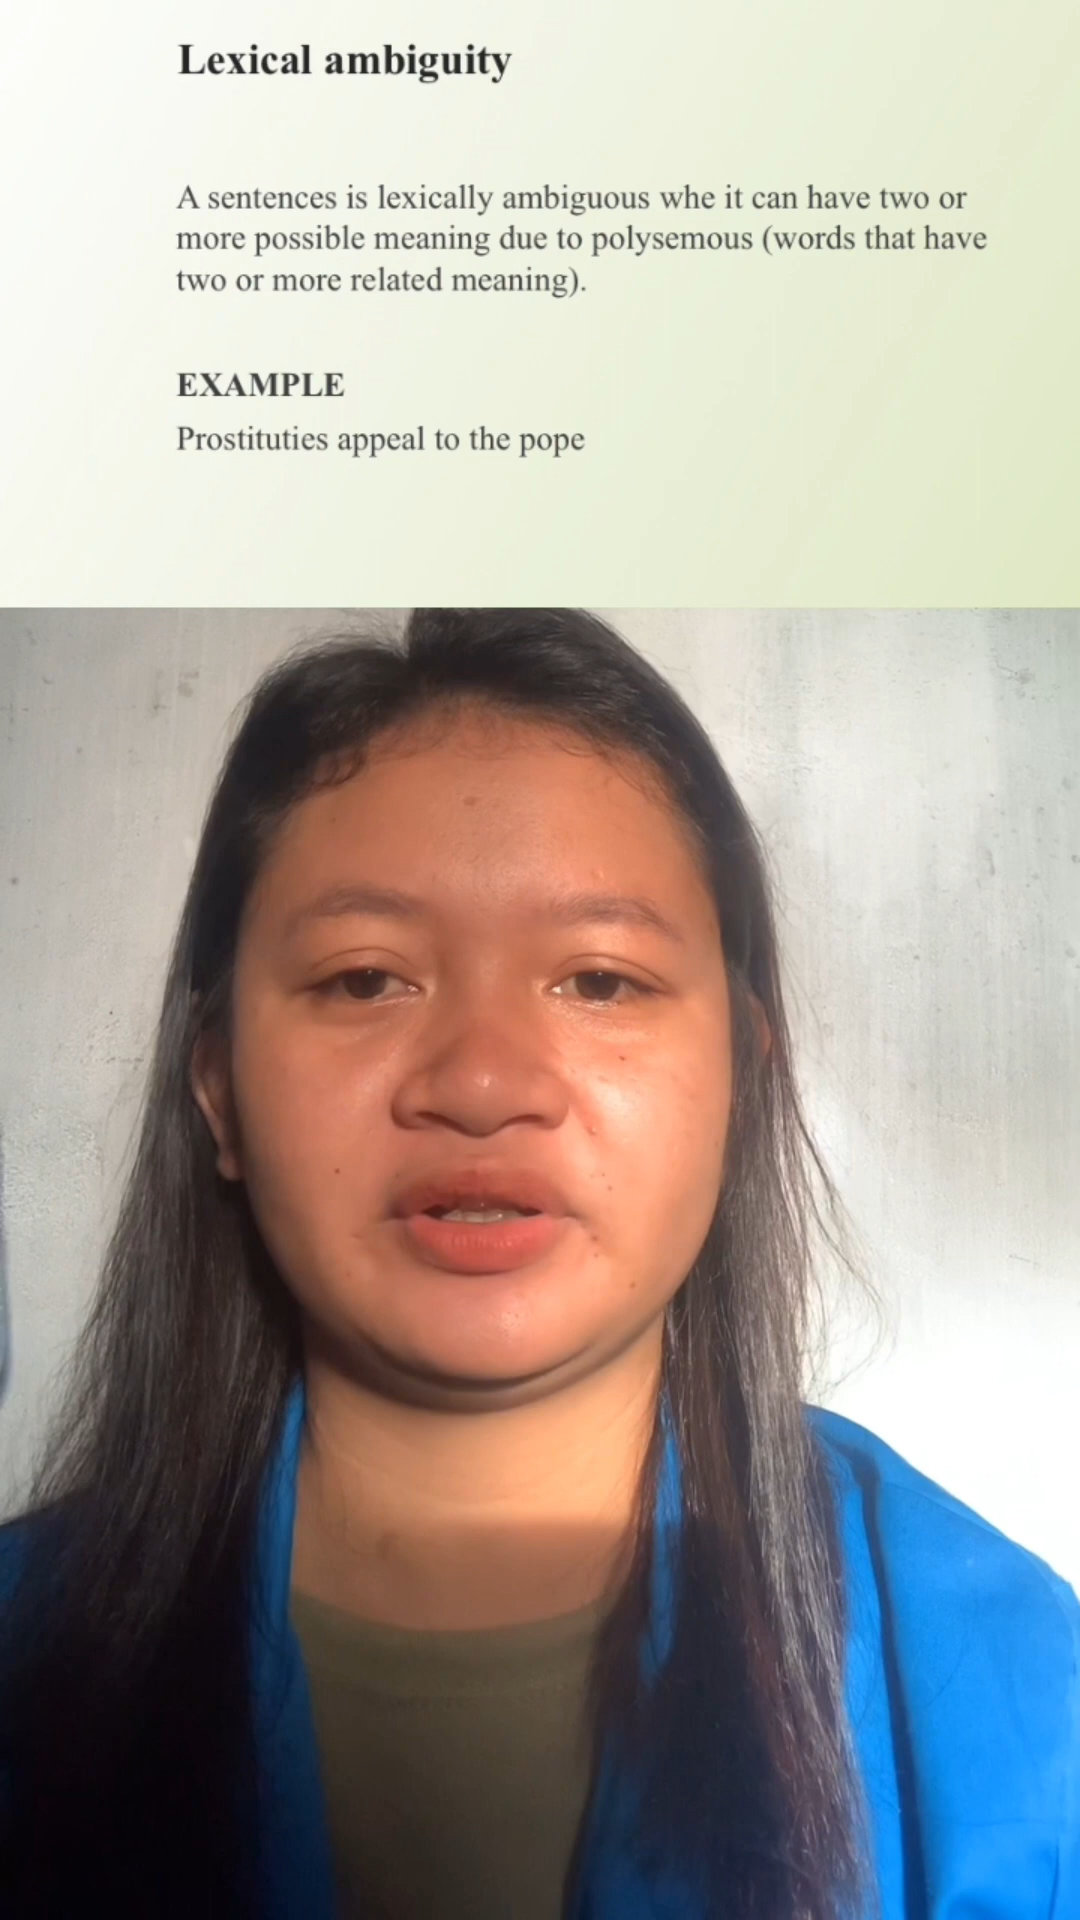 Lexical ambiguity
A sentences is lexically ambiguous whe it can have two or
more possible meaning due to polysemous (words that have
two or more related meaning).
EXAMPLE
Prostituties appeal to the pope